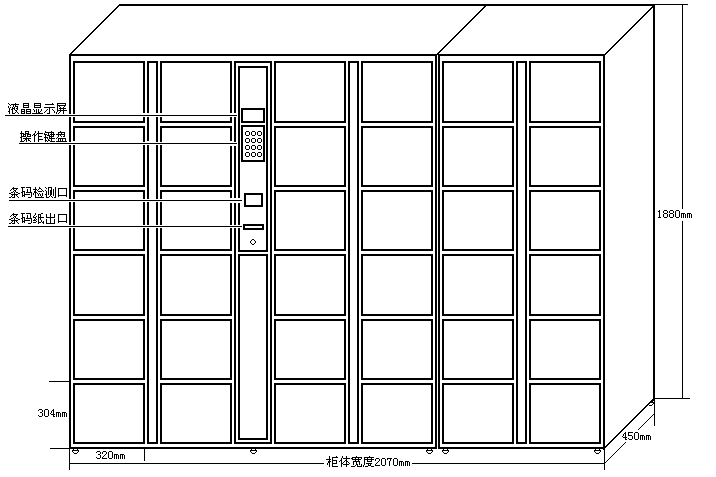 液晶显示屏
操作键盘
条码检测口
条码纸出口
1880mm
304mm
320mm
450mm
柜体宽度2070mm